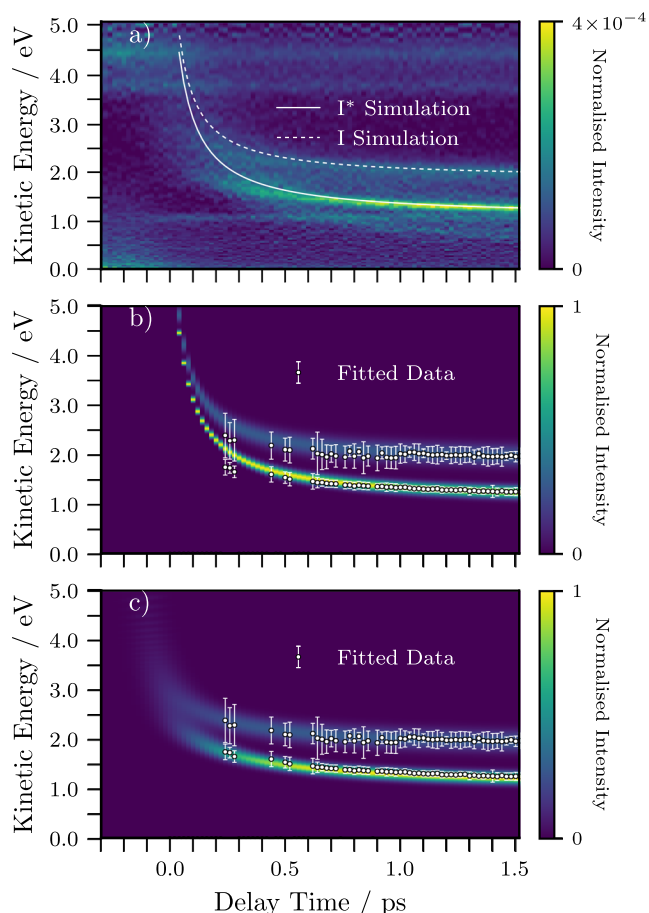 a)
I* Simulation
I Simulation
Kinetic Energy / eV
5.0
4.0
3.0
2.0
1.0
0.0
4×10⁻⁴
0
Normalised Intensity
b)
Fitted Data
Kinetic Energy / eV
5.0
4.0
3.0
2.0
1.0
0.0
1
0
Normalised Intensity
c)
Fitted Data
Kinetic Energy / eV
5.0
4.0
3.0
2.0
1.0
0.0
1
0
Normalised Intensity
0.0 0.5 1.0 1.5
Delay Time / ps